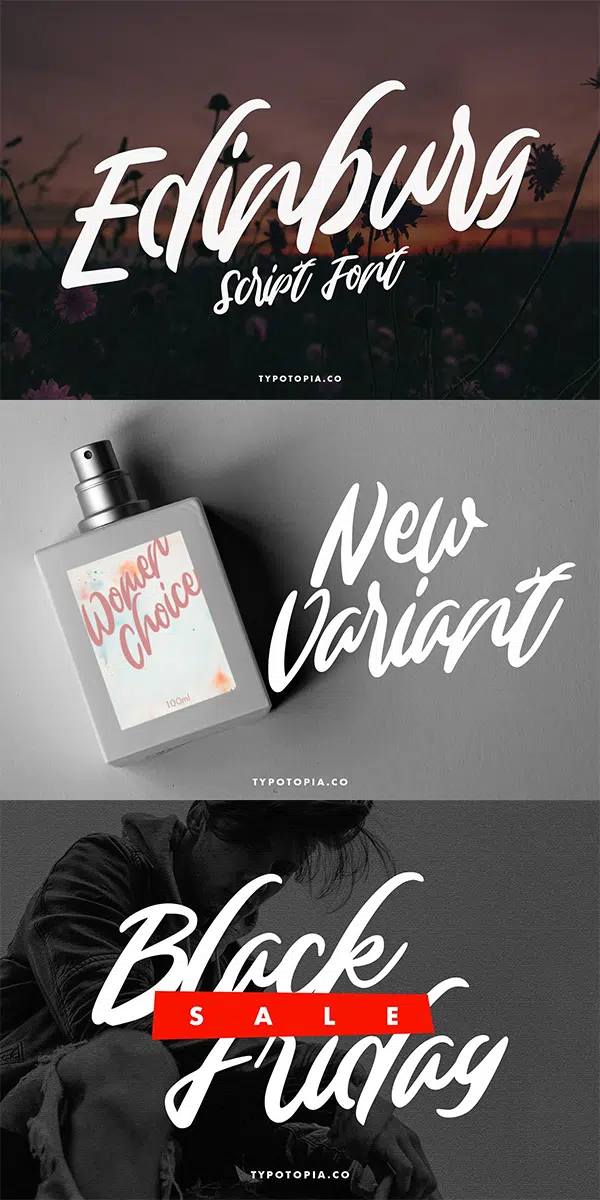 Edinburg
Script Font
TYPOTOPIA.CO
Women
Choice
100ml
New
Variant
TYPOTOPIA.CO
Black
SALE
Friday
TYPOTOPIA.CO